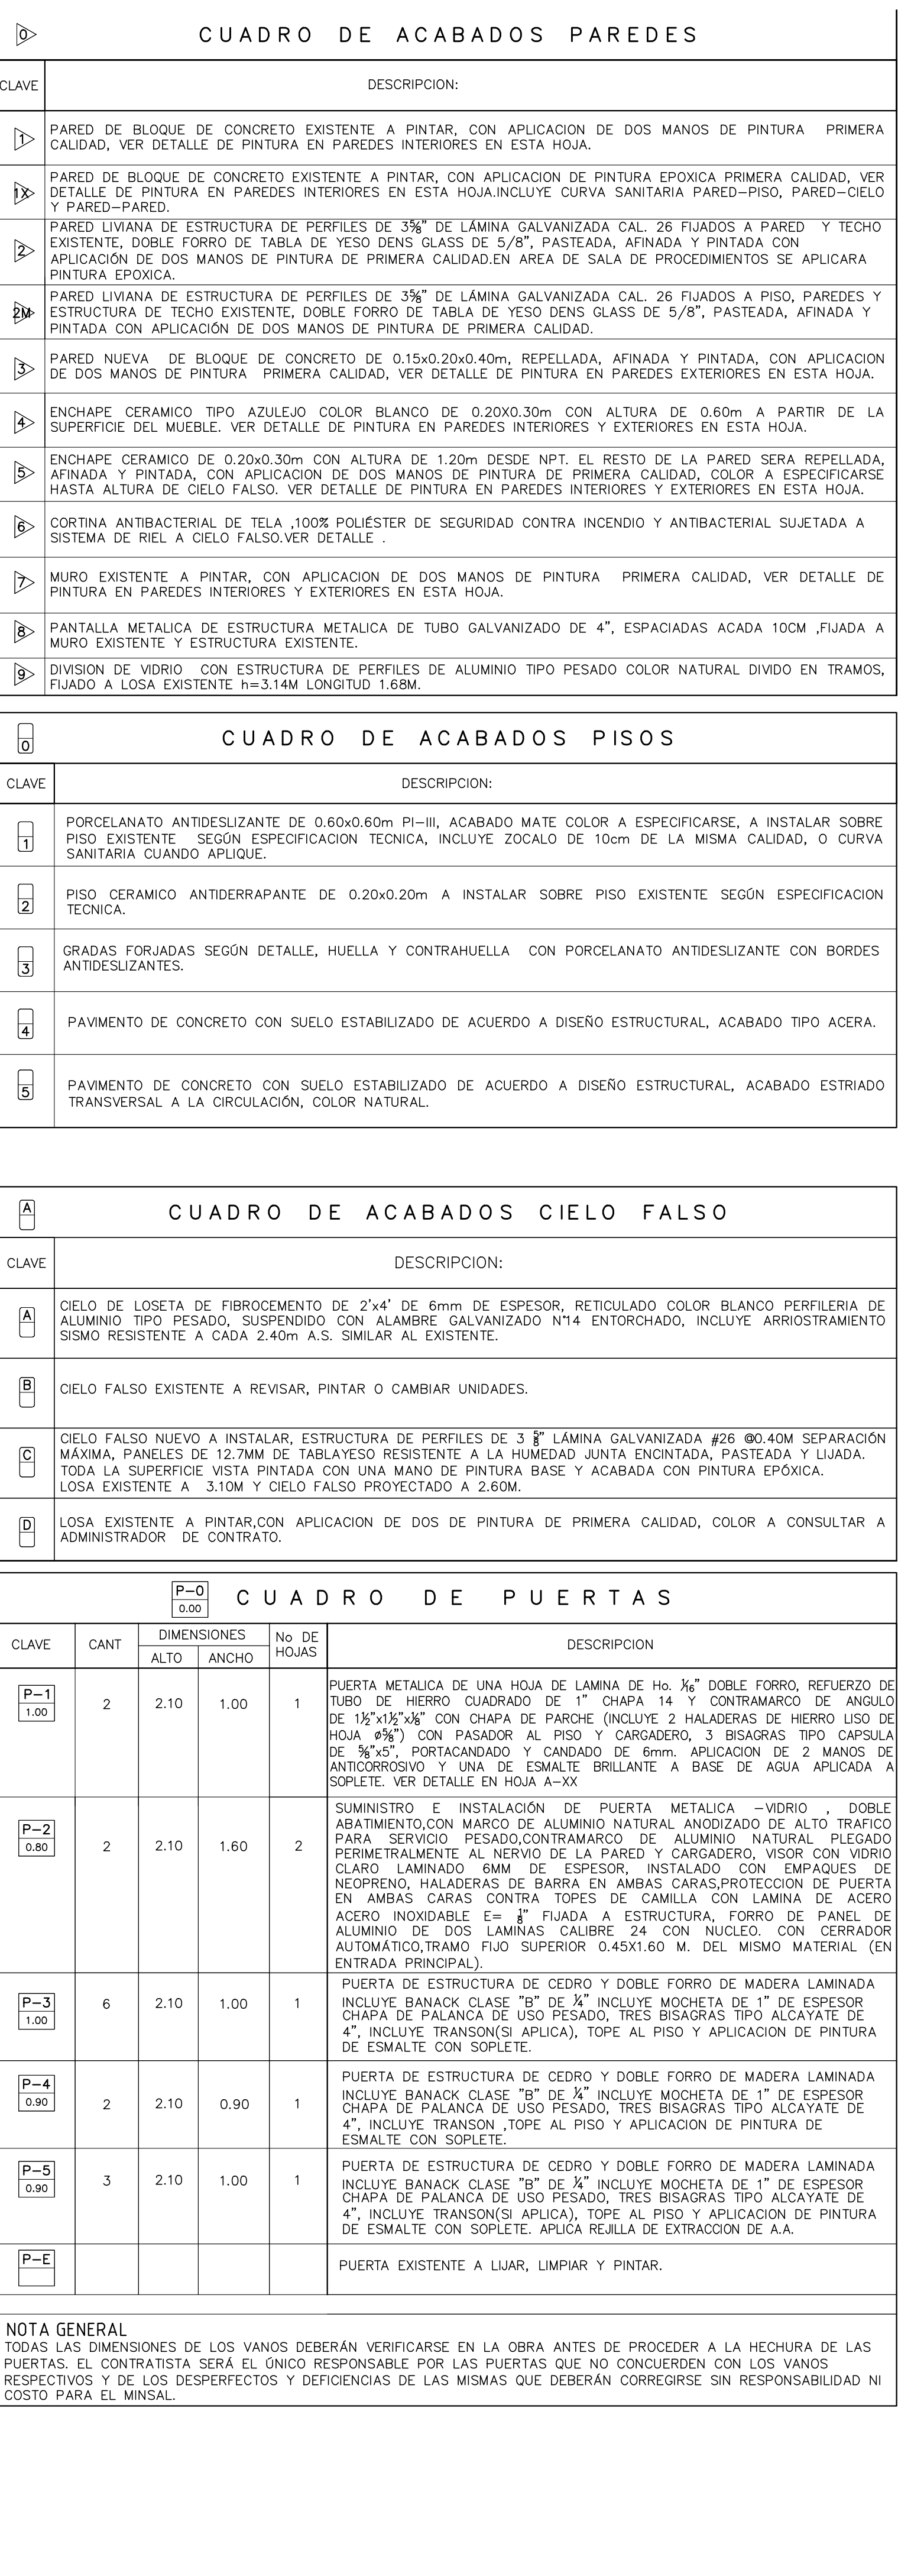 0 CUADRO DE ACABADOS PAREDES
CLAVE DESCRIPCION:
1 PARED DE BLOQUE DE CONCRETO EXISTENTE A PINTAR, CON APLICACION DE DOS MANOS DE PINTURA PRIMERA
CALIDAD, VER DETALLE DE PINTURA EN PAREDES INTERIORES EN ESTA HOJA.
1X PARED DE BLOQUE DE CONCRETO EXISTENTE A PINTAR, CON APLICACION DE PINTURA EPOXICA PRIMERA CALIDAD, VER
DETALLE DE PINTURA EN PAREDES INTERIORES EN ESTA HOJA.INCLUYE CURVA SANITARIA PARED-PISO, PARED-CIELO
Y PARED-PARED.
2 PARED LIVIANA DE ESTRUCTURA DE PERFILES DE 3⅝" DE LÁMINA GALVANIZADA CAL. 26 FIJADOS A PARED Y TECHO
EXISTENTE, DOBLE FORRO DE TABLA DE YESO DENS GLASS DE 5/8", PASTEADA, AFINADA Y PINTADA CON
APLICACIÓN DE DOS MANOS DE PINTURA DE PRIMERA CALIDAD.EN AREA DE SALA DE PROCEDIMIENTOS SE APLICARA
PINTURA EPOXICA.
2M PARED LIVIANA DE ESTRUCTURA DE PERFILES DE 3⅝" DE LÁMINA GALVANIZADA CAL. 26 FIJADOS A PISO, PAREDES Y
ESTRUCTURA DE TECHO EXISTENTE, DOBLE FORRO DE TABLA DE YESO DENS GLASS DE 5/8", PASTEADA, AFINADA Y
PINTADA CON APLICACIÓN DE DOS MANOS DE PINTURA DE PRIMERA CALIDAD.
3 PARED NUEVA DE BLOQUE DE CONCRETO DE 0.15x0.20x0.40m, REPELLADA, AFINADA Y PINTADA, CON APLICACION
DE DOS MANOS DE PINTURA PRIMERA CALIDAD, VER DETALLE DE PINTURA EN PAREDES EXTERIORES EN ESTA HOJA.
4 ENCHAPE CERAMICO TIPO AZULEJO COLOR BLANCO DE 0.20X0.30m CON ALTURA DE 0.60m A PARTIR DE LA
SUPERFICIE DEL MUEBLE. VER DETALLE DE PINTURA EN PAREDES INTERIORES Y EXTERIORES EN ESTA HOJA.
5 ENCHAPE CERAMICO DE 0.20x0.30m CON ALTURA DE 1.20m DESDE NPT. EL RESTO DE LA PARED SERA REPELLADA,
AFINADA Y PINTADA, CON APLICACION DE DOS MANOS DE PINTURA DE PRIMERA CALIDAD, COLOR A ESPECIFICARSE
HASTA ALTURA DE CIELO FALSO. VER DETALLE DE PINTURA EN PAREDES INTERIORES Y EXTERIORES EN ESTA HOJA.
6 CORTINA ANTIBACTERIAL DE TELA ,100% POLIÉSTER DE SEGURIDAD CONTRA INCENDIO Y ANTIBACTERIAL SUJETADA A
SISTEMA DE RIEL A CIELO FALSO.VER DETALLE .
7 MURO EXISTENTE A PINTAR, CON APLICACION DE DOS MANOS DE PINTURA PRIMERA CALIDAD, VER DETALLE DE
PINTURA EN PAREDES INTERIORES Y EXTERIORES EN ESTA HOJA.
8 PANTALLA METALICA DE ESTRUCTURA METALICA DE TUBO GALVANIZADO DE 4", ESPACIADAS ACADA 10CM ,FIJADA A
MURO EXISTENTE Y ESTRUCTURA EXISTENTE.
9 DIVISION DE VIDRIO CON ESTRUCTURA DE PERFILES DE ALUMINIO TIPO PESADO COLOR NATURAL DIVIDO EN TRAMOS,
FIJADO A LOSA EXISTENTE h=3.14M LONGITUD 1.68M.
0 CUADRO DE ACABADOS PISOS
CLAVE DESCRIPCION:
1 PORCELANATO ANTIDESLIZANTE DE 0.60x0.60m PI-III, ACABADO MATE COLOR A ESPECIFICARSE, A INSTALAR SOBRE
PISO EXISTENTE SEGÚN ESPECIFICACION TECNICA, INCLUYE ZOCALO DE 10cm DE LA MISMA CALIDAD, O CURVA
SANITARIA CUANDO APLIQUE.
2 PISO CERAMICO ANTIDERRAPANTE DE 0.20x0.20m A INSTALAR SOBRE PISO EXISTENTE SEGÚN ESPECIFICACION
TECNICA.
3 GRADAS FORJADAS SEGÚN DETALLE, HUELLA Y CONTRAHUELLA CON PORCELANATO ANTIDESLIZANTE CON BORDES
ANTIDESLIZANTES.
4 PAVIMENTO DE CONCRETO CON SUELO ESTABILIZADO DE ACUERDO A DISEÑO ESTRUCTURAL, ACABADO TIPO ACERA.
5 PAVIMENTO DE CONCRETO CON SUELO ESTABILIZADO DE ACUERDO A DISEÑO ESTRUCTURAL, ACABADO ESTRIADO
TRANSVERSAL A LA CIRCULACIÓN, COLOR NATURAL.
A CUADRO DE ACABADOS CIELO FALSO
CLAVE DESCRIPCION:
A CIELO DE LOSETA DE FIBROCEMENTO DE 2'x4' DE 6mm DE ESPESOR, RETICULADO COLOR BLANCO PERFILERIA DE
ALUMINIO TIPO PESADO, SUSPENDIDO CON ALAMBRE GALVANIZADO N°14 ENTORCHADO, INCLUYE ARRIOSTRAMIENTO
SISMO RESISTENTE A CADA 2.40m A.S. SIMILAR AL EXISTENTE.
B CIELO FALSO EXISTENTE A REVISAR, PINTAR O CAMBIAR UNIDADES.
C CIELO FALSO NUEVO A INSTALAR, ESTRUCTURA DE PERFILES DE 3 ⅝" LÁMINA GALVANIZADA #26 @0.40M SEPARACIÓN
MÁXIMA, PANELES DE 12.7MM DE TABLAYESO RESISTENTE A LA HUMEDAD JUNTA ENCINTADA, PASTEADA Y LIJADA.
TODA LA SUPERFICIE VISTA PINTADA CON UNA MANO DE PINTURA BASE Y ACABADA CON PINTURA EPÓXICA.
LOSA EXISTENTE A 3.10M Y CIELO FALSO PROYECTADO A 2.60M.
D LOSA EXISTENTE A PINTAR,CON APLICACION DE DOS DE PINTURA DE PRIMERA CALIDAD, COLOR A CONSULTAR A
ADMINISTRADOR DE CONTRATO.
P-0 0.00 CUADRO DE PUERTAS
CLAVE CANT DIMENSIONES No DE HOJAS DESCRIPCION
ALTO ANCHO
P-1 1.00 2 2.10 1.00 1 PUERTA METALICA DE UNA HOJA DE LAMINA DE Ho. 1/16" DOBLE FORRO, REFUERZO DE
TUBO DE HIERRO CUADRADO DE 1" CHAPA 14 Y CONTRAMARCO DE ANGULO
DE 1½"x1½"x⅛" CON CHAPA DE PARCHE (INCLUYE 2 HALADERAS DE HIERRO LISO DE
HOJA ø⅝") CON PASADOR AL PISO Y CARGADERO, 3 BISAGRAS TIPO CAPSULA
DE ⅝"x5", PORTACANDADO Y CANDADO DE 6mm. APLICACION DE 2 MANOS DE
ANTICORROSIVO Y UNA DE ESMALTE BRILLANTE A BASE DE AGUA APLICADA A
SOPLETE. VER DETALLE EN HOJA A-XX
P-2 0.80 2 2.10 1.60 2 SUMINISTRO E INSTALACIÓN DE PUERTA METALICA -VIDRIO , DOBLE
ABATIMIENTO,CON MARCO DE ALUMINIO NATURAL ANODIZADO DE ALTO TRAFICO
PARA SERVICIO PESADO,CONTRAMARCO DE ALUMINIO NATURAL PLEGADO
PERIMETRALMENTE AL NERVIO DE LA PARED Y CARGADERO, VISOR CON VIDRIO
CLARO LAMINADO 6MM DE ESPESOR, INSTALADO CON EMPAQUES DE
NEOPRENO, HALADERAS DE BARRA EN AMBAS CARAS,PROTECCION DE PUERTA
EN AMBAS CARAS CONTRA TOPES DE CAMILLA CON LAMINA DE ACERO
ACERO INOXIDABLE E= ⅛" FIJADA A ESTRUCTURA, FORRO DE PANEL DE
ALUMINIO DE DOS LAMINAS CALIBRE 24 CON NUCLEO. CON CERRADOR
AUTOMÁTICO,TRAMO FIJO SUPERIOR 0.45X1.60 M. DEL MISMO MATERIAL (EN
ENTRADA PRINCIPAL).
P-3 1.00 6 2.10 1.00 1 PUERTA DE ESTRUCTURA DE CEDRO Y DOBLE FORRO DE MADERA LAMINADA
INCLUYE BANACK CLASE "B" DE ¼" INCLUYE MOCHETA DE 1" DE ESPESOR
CHAPA DE PALANCA DE USO PESADO, TRES BISAGRAS TIPO ALCAYATE DE
4", INCLUYE TRANSON(SI APLICA), TOPE AL PISO Y APLICACION DE PINTURA
DE ESMALTE CON SOPLETE.
P-4 0.90 2 2.10 0.90 1 PUERTA DE ESTRUCTURA DE CEDRO Y DOBLE FORRO DE MADERA LAMINADA
INCLUYE BANACK CLASE "B" DE ¼" INCLUYE MOCHETA DE 1" DE ESPESOR
CHAPA DE PALANCA DE USO PESADO, TRES BISAGRAS TIPO ALCAYATE DE
4", INCLUYE TRANSON ,TOPE AL PISO Y APLICACION DE PINTURA DE
ESMALTE CON SOPLETE.
P-5 0.90 3 2.10 1.00 1 PUERTA DE ESTRUCTURA DE CEDRO Y DOBLE FORRO DE MADERA LAMINADA
INCLUYE BANACK CLASE "B" DE ¼" INCLUYE MOCHETA DE 1" DE ESPESOR
CHAPA DE PALANCA DE USO PESADO, TRES BISAGRAS TIPO ALCAYATE DE
4", INCLUYE TRANSON(SI APLICA), TOPE AL PISO Y APLICACION DE PINTURA
DE ESMALTE CON SOPLETE. APLICA REJILLA DE EXTRACCION DE A.A.
P-E PUERTA EXISTENTE A LIJAR, LIMPIAR Y PINTAR.
NOTA GENERAL
TODAS LAS DIMENSIONES DE LOS VANOS DEBERÁN VERIFICARSE EN LA OBRA ANTES DE PROCEDER A LA HECHURA DE LAS
PUERTAS. EL CONTRATISTA SERÁ EL ÚNICO RESPONSABLE POR LAS PUERTAS QUE NO CONCUERDEN CON LOS VANOS
RESPECTIVOS Y DE LOS DESPERFECTOS Y DEFICIENCIAS DE LAS MISMAS QUE DEBERÁN CORREGIRSE SIN RESPONSABILIDAD NI
COSTO PARA EL MINSAL.